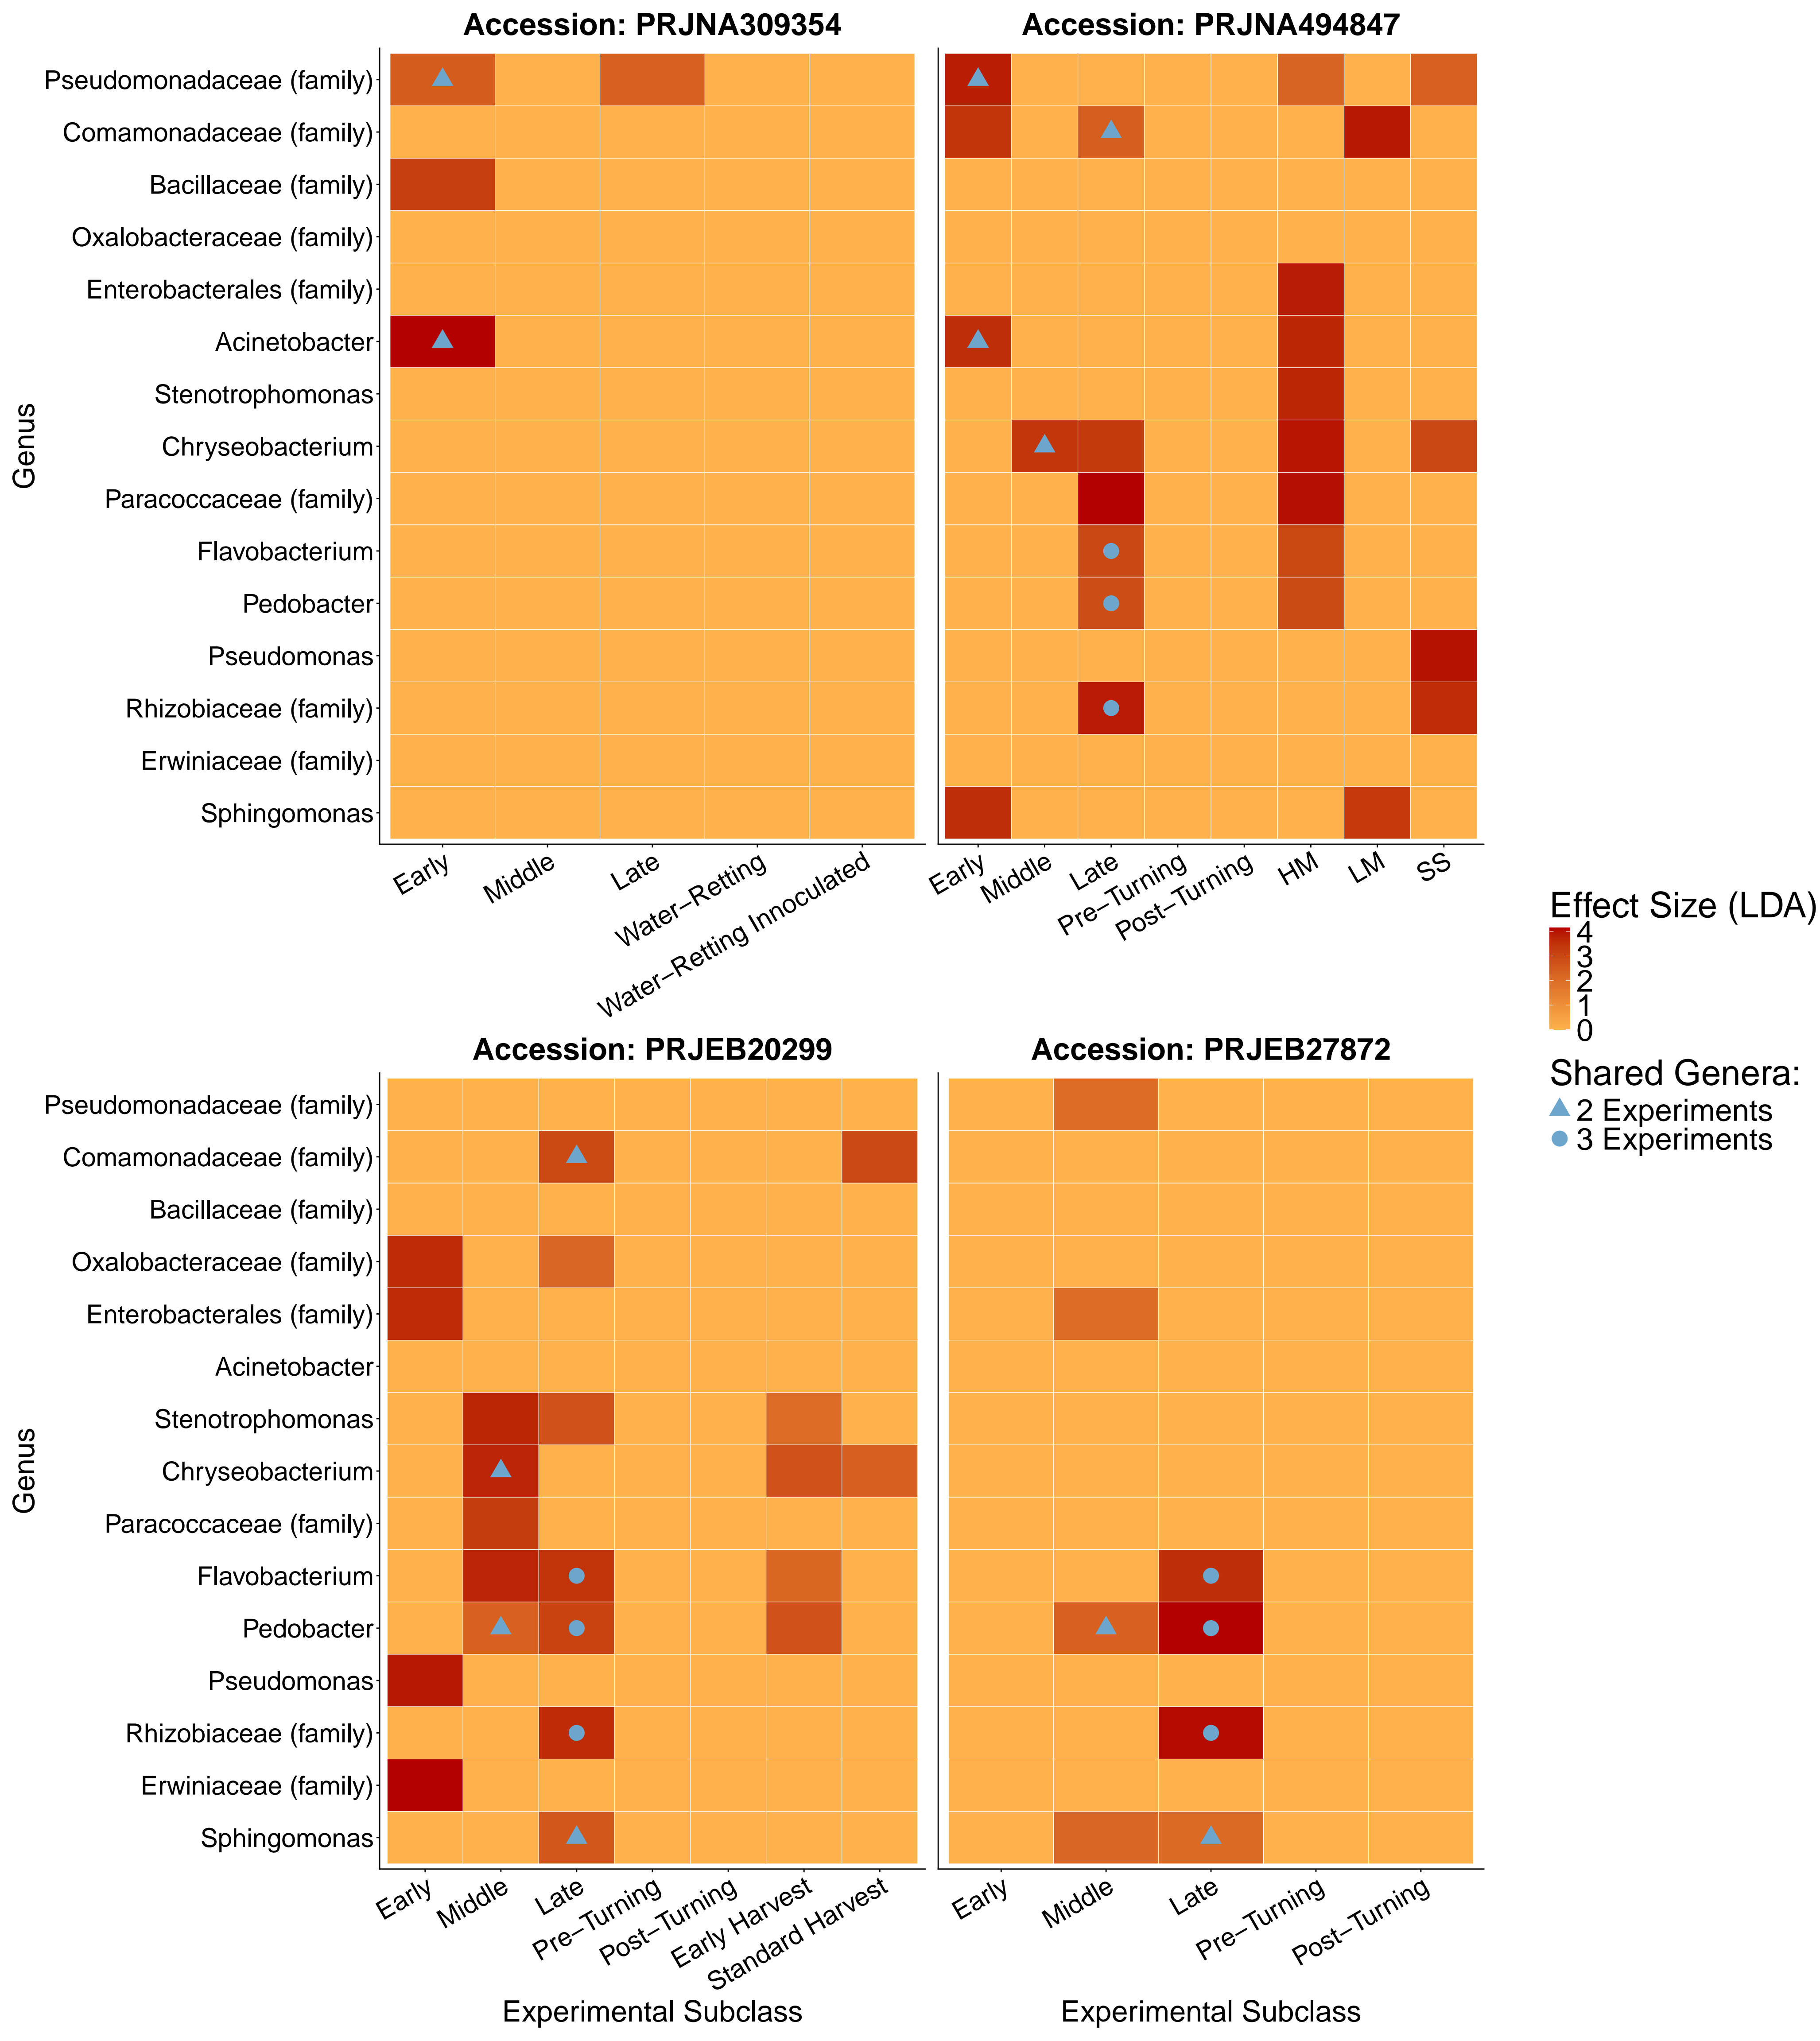 Accession: PRJNA309354
Accession: PRJNA494847
Genus
Pseudomonadaceae (family)
Comamonadaceae (family)
Bacillaceae (family)
Oxalobacteraceae (family)
Enterobacterales (family)
Acinetobacter
Stenotrophomonas
Chryseobacterium
Paracoccaceae (family)
Flavobacterium
Pedobacter
Pseudomonas
Rhizobiaceae (family)
Erwiniaceae (family)
Sphingomonas
Early
Middle
Late
Water−Retting
Water−Retting Innoculated
Early
Middle
Late
Pre−Turning
Post−Turning
HM
LM
SS
Effect Size (LDA)
4
3
2
1
0
Shared Genera:
2 Experiments
3 Experiments
Accession: PRJEB20299
Accession: PRJEB27872
Genus
Pseudomonadaceae (family)
Comamonadaceae (family)
Bacillaceae (family)
Oxalobacteraceae (family)
Enterobacterales (family)
Acinetobacter
Stenotrophomonas
Chryseobacterium
Paracoccaceae (family)
Flavobacterium
Pedobacter
Pseudomonas
Rhizobiaceae (family)
Erwiniaceae (family)
Sphingomonas
Early
Middle
Late
Pre−Turning
Post−Turning
Early Harvest
Standard Harvest
Early
Middle
Late
Pre−Turning
Post−Turning
Experimental Subclass
Experimental Subclass